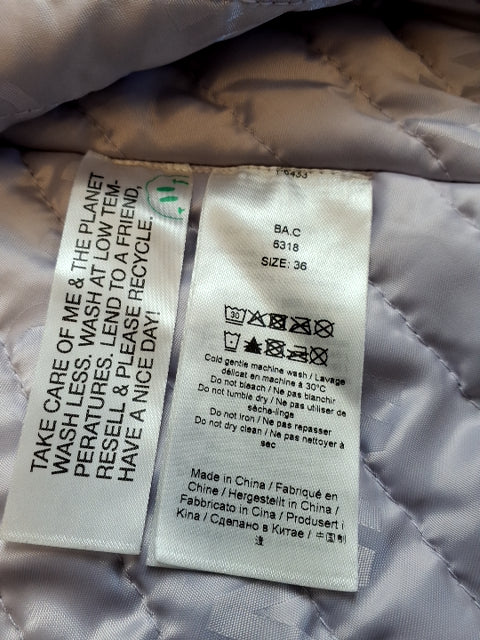 TAKE CARE OF ME & THE PLANET
WASH LESS. WASH AT LOW TEM-
PERATURES. LEND TO A FRIEND,
RESELL & PLEASE RECYCLE.
HAVE A NICE DAY!
BA.C
6318
SIZE: 36
30
Cold gentle machine wash / Lavage
délicat en machine à 30°C
Do not bleach / Ne pas blanchir
Do not tumble dry / Ne pas utiliser de
sèche-linge
Do not iron / Ne pas repasser
Do not dry clean / Ne pas nettoyer à
sec
Made in China / Fabriqué en
Chine / Hergestellt in China /
Fabbricato in Cina / Produsert i
Kina / Сделано в Китае / 中国制